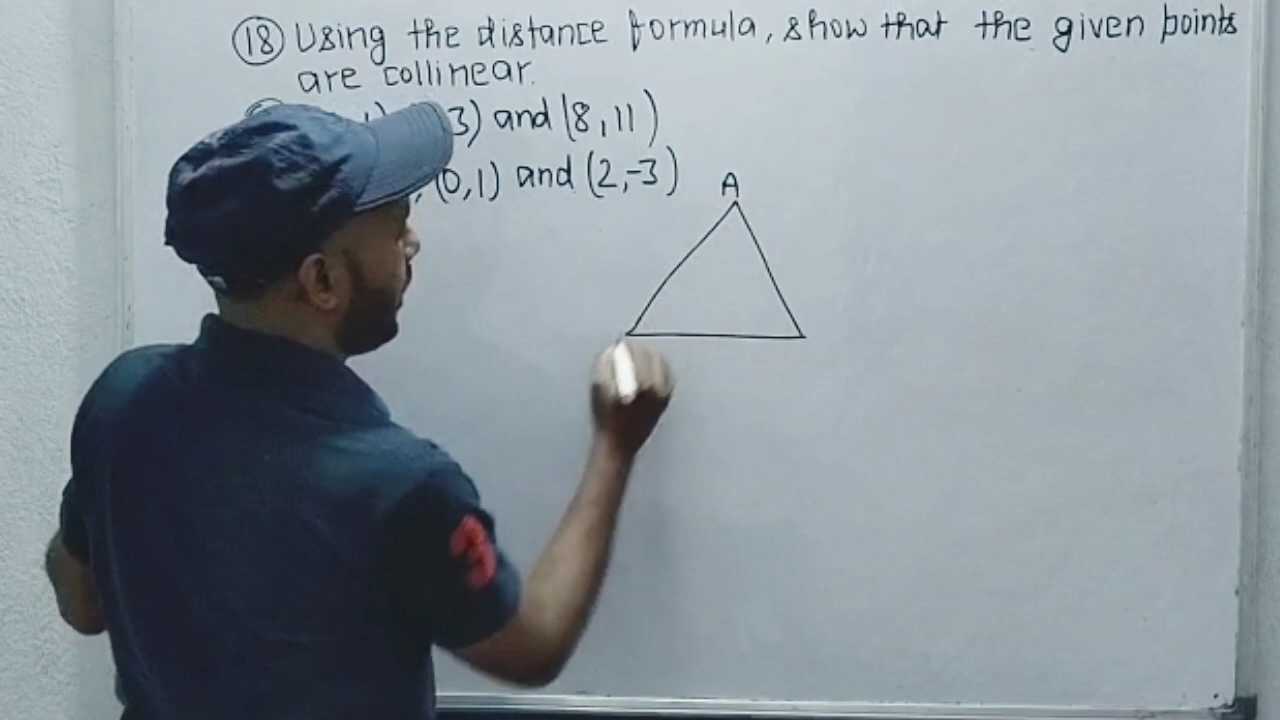 (18) Using the distance formula, show that the given points
are collinear.
3) and (8,11)
(0,1) and (2,-3)
A
3